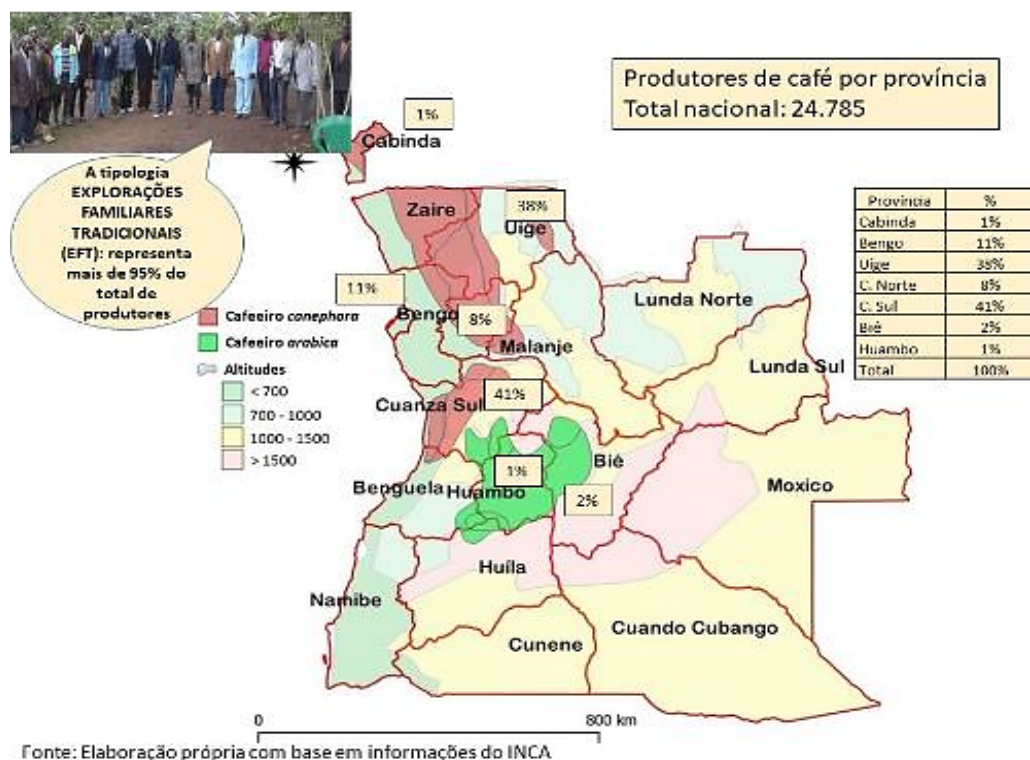 Produtores de café por província
Total nacional: 24.785
A tipologia
EXPLORAÇÕES
FAMILIARES
TRADICIONAIS
(EFT): representa
mais de 95% do
total de
produtores
1%
Cabinda
Zaire
38%
Uige
11%
Bengo
8%
Malanje
Lunda Norte
Lunda Sul
Cuanza Sul
41%
Benguela
Huambo
1%
Biê
2%
Moxico
Huíla
Namibe
Cunene
Cuando Cubango
Cafeeiro canephora
Cafeeiro arabica
Altitudes
< 700
700 - 1000
1000 - 1500
> 1500
Província %
Cabinda 1%
Bengo 11%
Uige 38%
C. Norte 8%
C. Sul 41%
Biê 2%
Huambo 1%
Total 100%
0 800 km
Fonte: Elaboração própria com base em informações do INCA